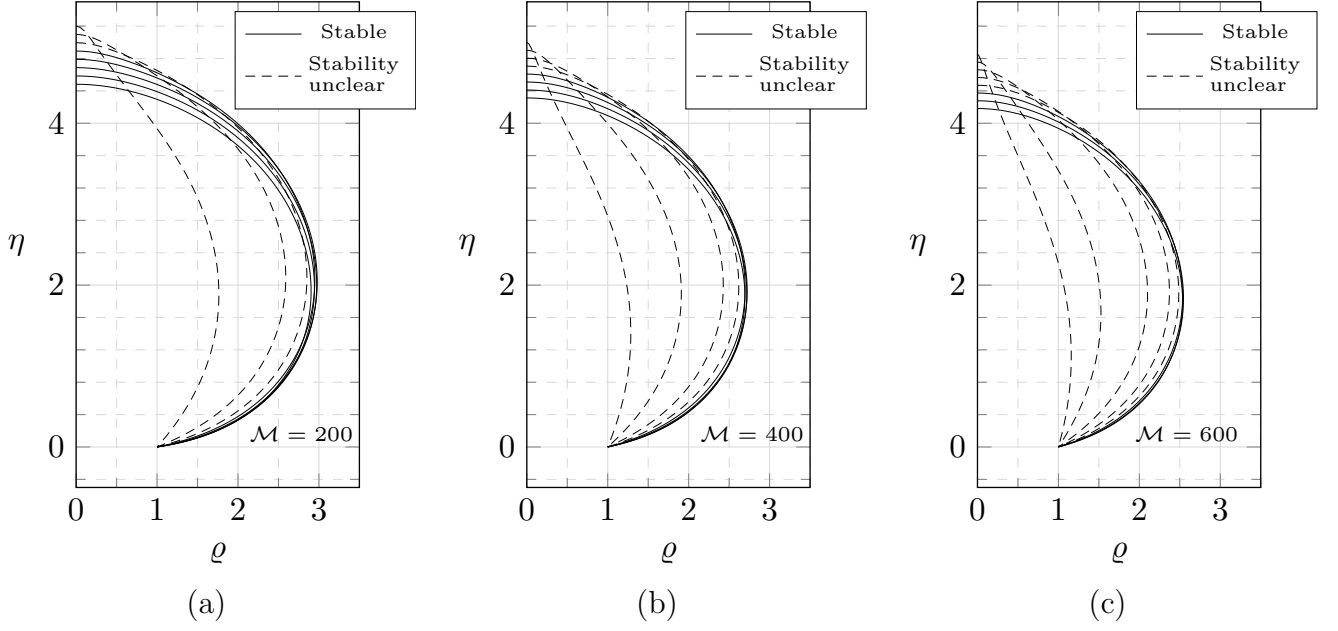 Stable
Stability
unclear
4
η
2
0
M = 200
0 1 2 3
ϱ
(a)
Stable
Stability
unclear
4
η
2
0
M = 400
0 1 2 3
ϱ
(b)
Stable
Stability
unclear
4
η
2
0
M = 600
0 1 2 3
ϱ
(c)